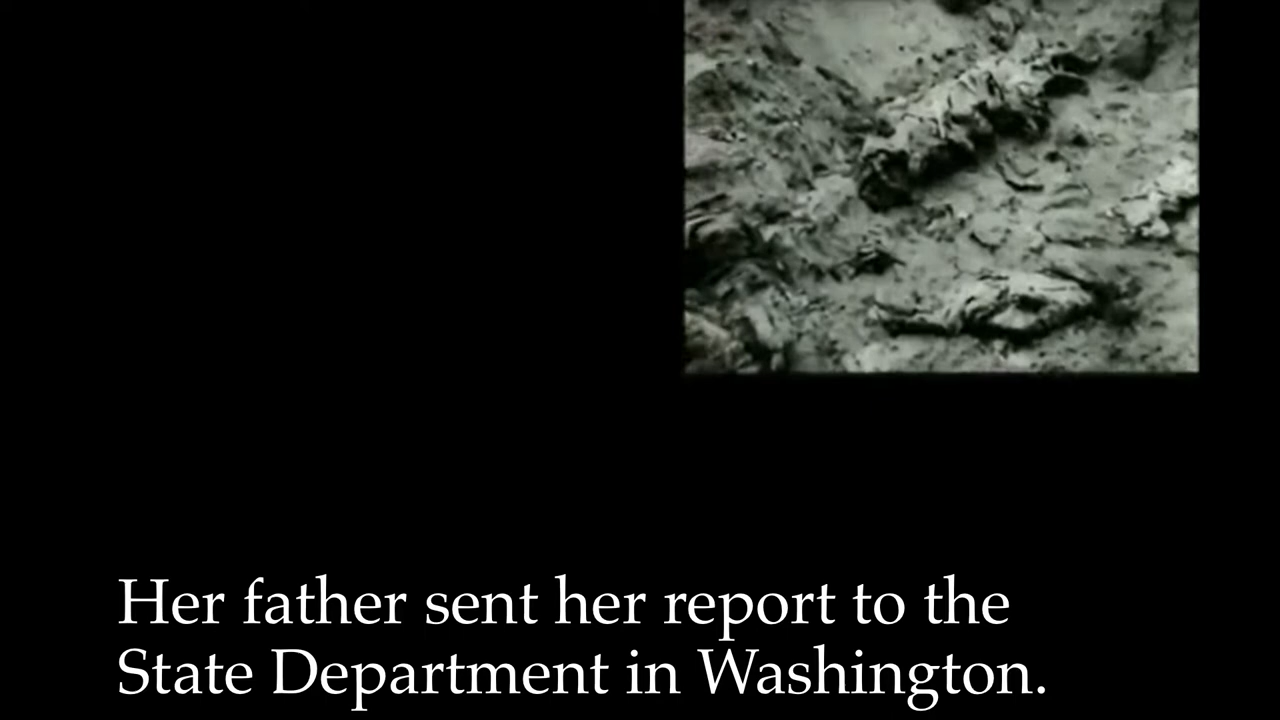 Her father sent her report to the
State Department in Washington.